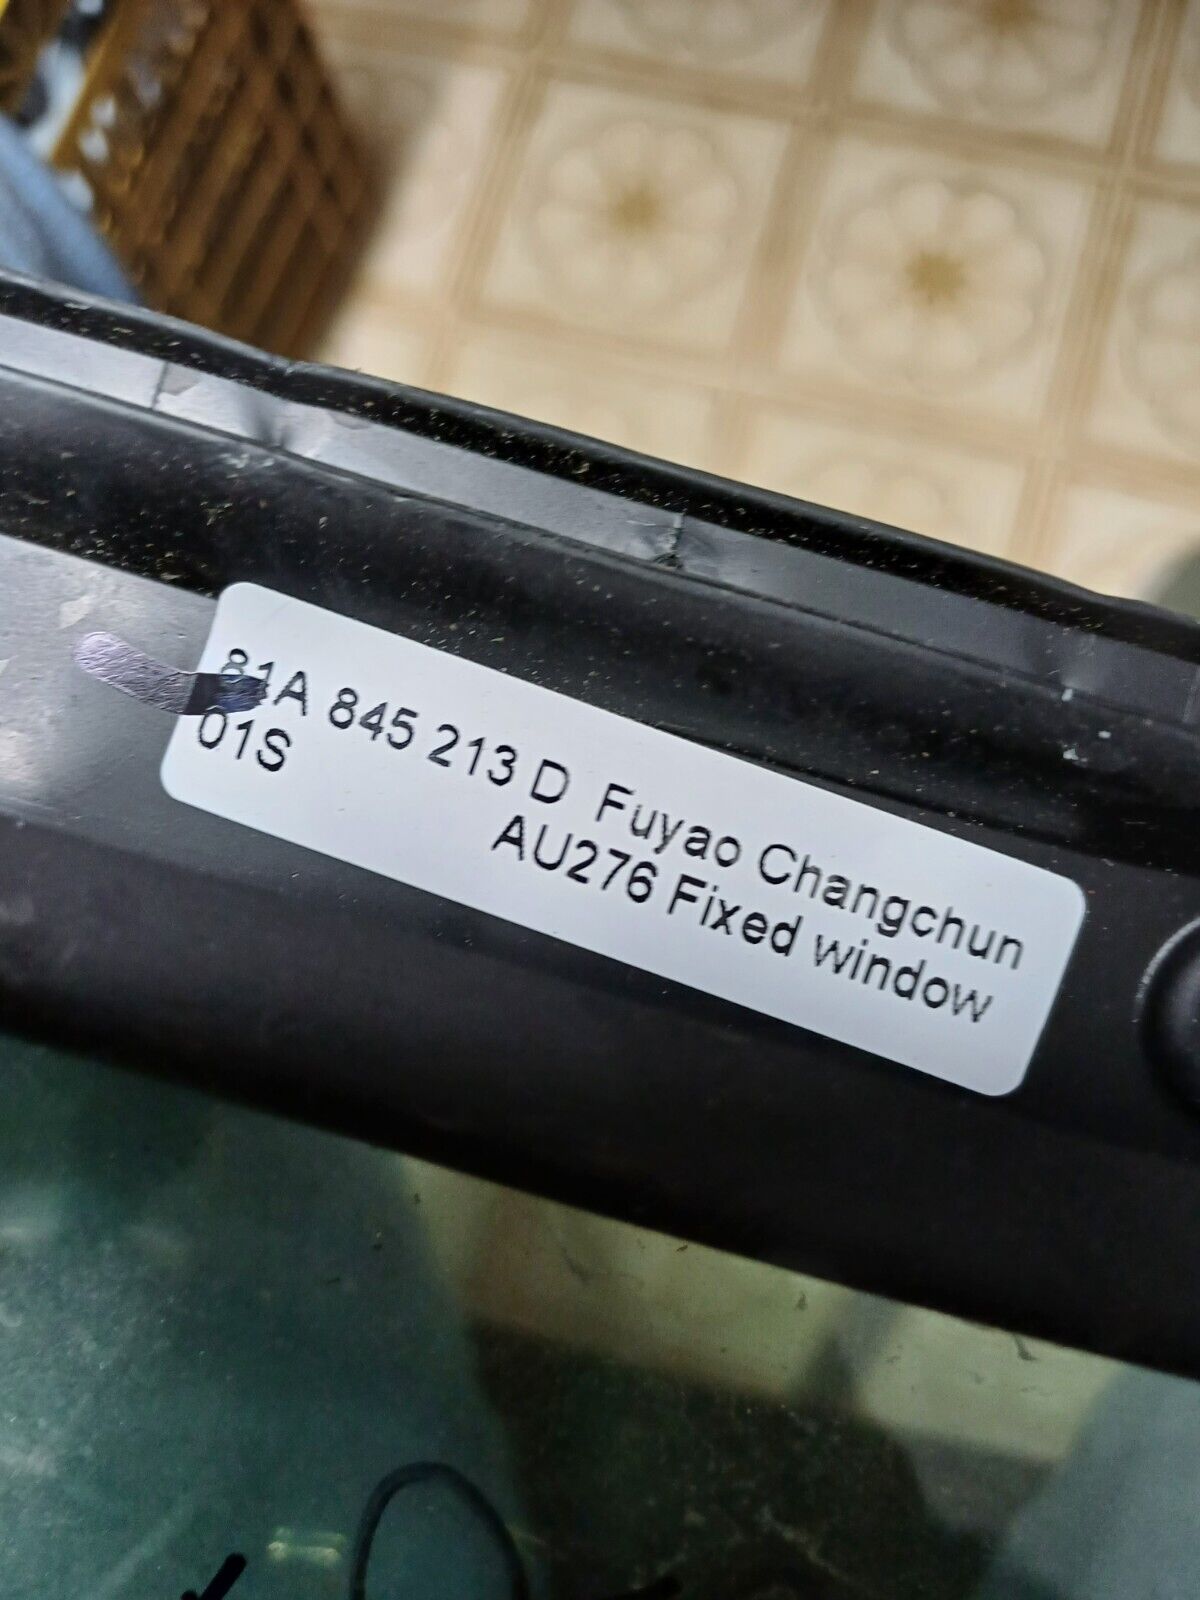 81A 845 213 D Fuyao Changchun
01S AU276 Fixed window